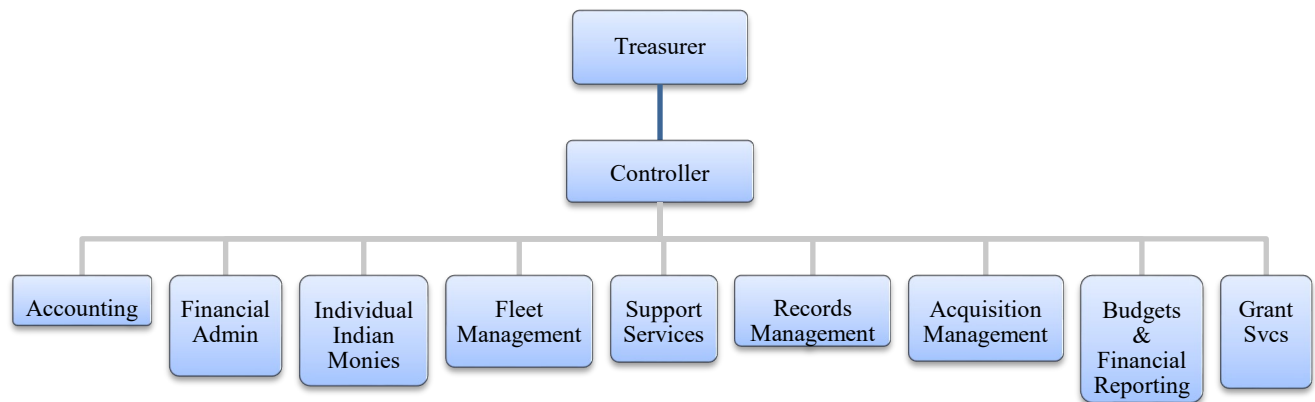 Treasurer
Controller
Accounting
Financial
Admin
Individual
Indian
Monies
Fleet
Management
Support
Services
Records
Management
Acquisition
Management
Budgets
&
Financial
Reporting
Grant
Svcs